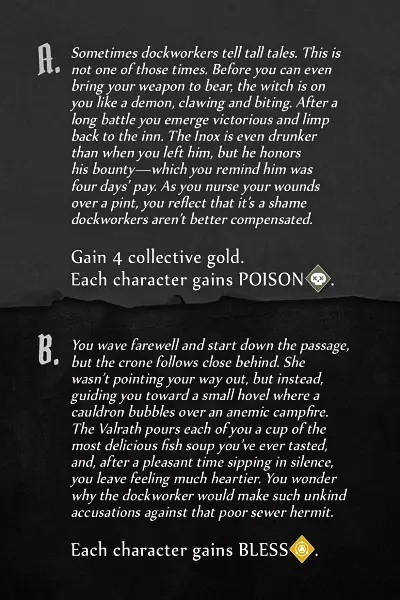 A.
Sometimes dockworkers tell tall tales. This is
not one of those times. Before you can even
bring your weapon to bear, the witch is on
you like a demon, clawing and biting. After a
long battle you emerge victorious and limp
back to the inn. The Inox is even drunker
than when you left him, but he honors
his bounty—which you remind him was
four days' pay. As you nurse your wounds
over a pint, you reflect that it's a shame
dockworkers aren't better compensated.
Gain 4 collective gold.
Each character gains POISON.
B.
You wave farewell and start down the passage,
but the crone follows close behind. She
wasn't pointing your way out, but instead,
guiding you toward a small hovel where a
cauldron bubbles over an anemic campfire.
The Valrath pours each of you a cup of the
most delicious fish soup you've ever tasted,
and, after a pleasant time sipping in silence,
you leave feeling much heartier. You wonder
why the dockworker would make such unkind
accusations against that poor sewer hermit.
Each character gains BLESS.